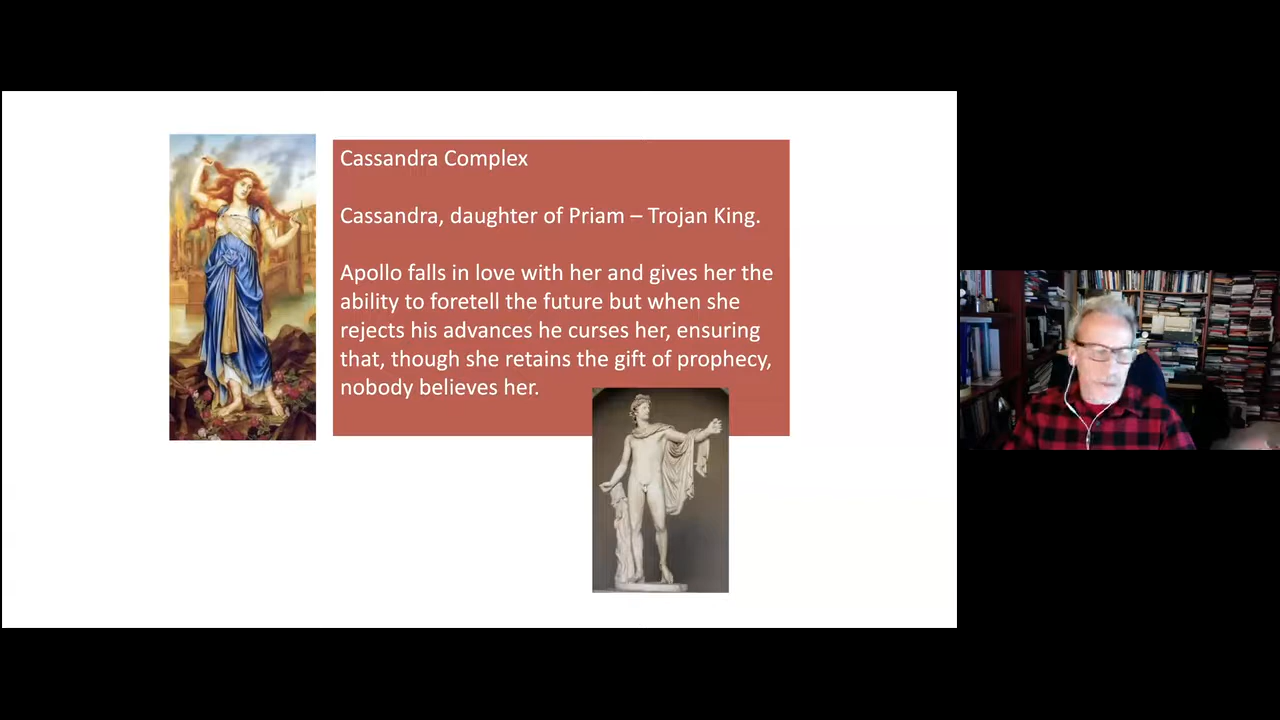 Cassandra Complex
Cassandra, daughter of Priam – Trojan King.
Apollo falls in love with her and gives her the
ability to foretell the future but when she
rejects his advances he curses her, ensuring
that, though she retains the gift of prophecy,
nobody believes her.